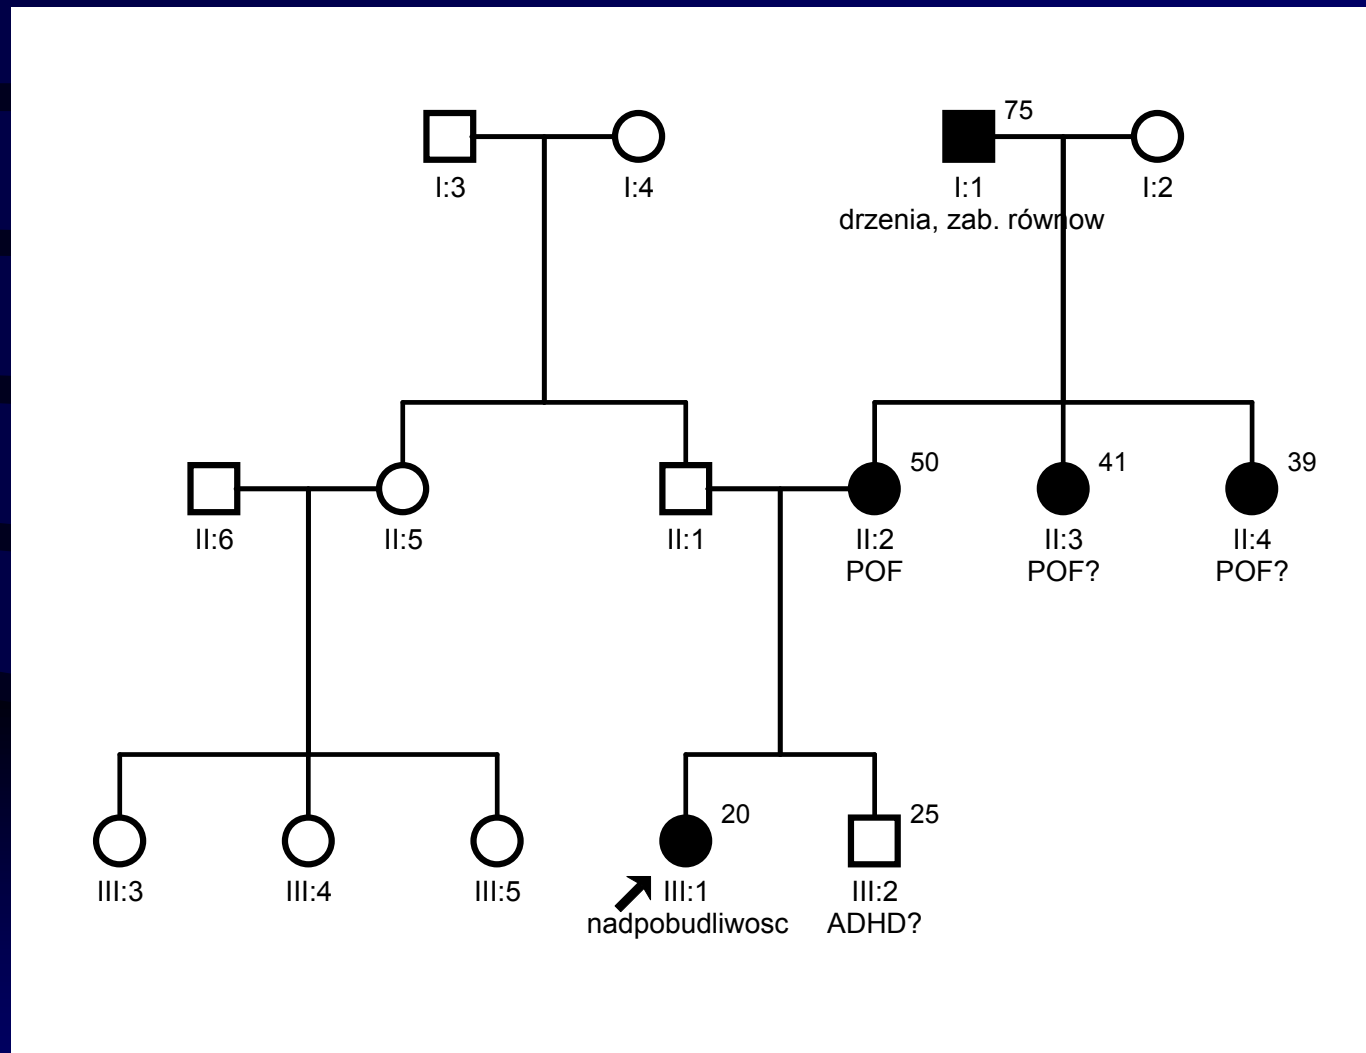 75
I:3
I:4
I:1
I:2
drzenia, zab. równow
50
41
39
II:6
II:5
II:1
II:2
II:3
II:4
POF
POF?
POF?
20
25
III:3
III:4
III:5
III:1
III:2
nadpobudliwosc
ADHD?